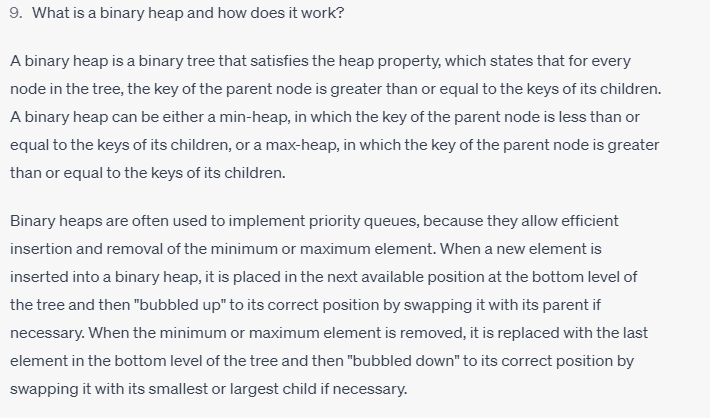 9. What is a binary heap and how does it work?
A binary heap is a binary tree that satisfies the heap property, which states that for every
node in the tree, the key of the parent node is greater than or equal to the keys of its children.
A binary heap can be either a min-heap, in which the key of the parent node is less than or
equal to the keys of its children, or a max-heap, in which the key of the parent node is greater
than or equal to the keys of its children.
Binary heaps are often used to implement priority queues, because they allow efficient
insertion and removal of the minimum or maximum element. When a new element is
inserted into a binary heap, it is placed in the next available position at the bottom level of
the tree and then "bubbled up" to its correct position by swapping it with its parent if
necessary. When the minimum or maximum element is removed, it is replaced with the last
element in the bottom level of the tree and then "bubbled down" to its correct position by
swapping it with its smallest or largest child if necessary.